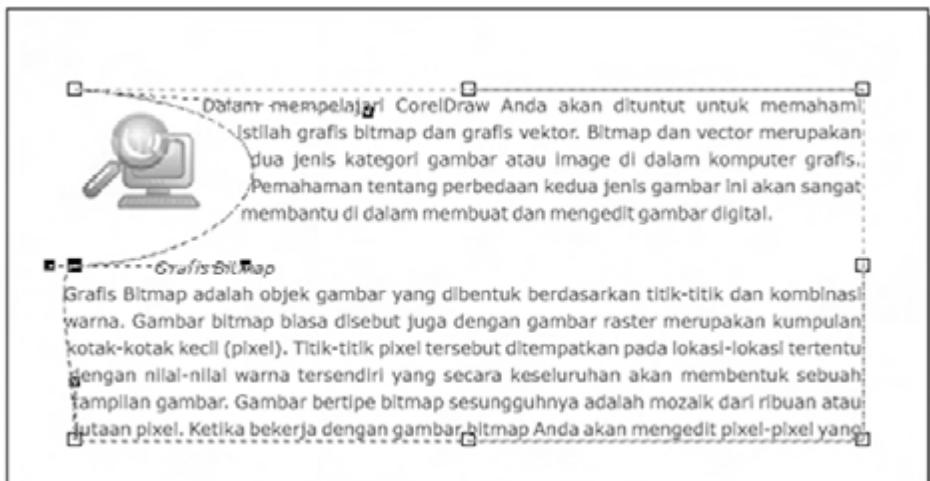 Dalam mempelajari CorelDraw Anda akan dituntut untuk memahami
istilah grafis bitmap dan grafis vektor. Bitmap dan vector merupakan
dua jenis kategori gambar atau image di dalam komputer grafis.
Pemahaman tentang perbedaan kedua jenis gambar ini akan sangat
membantu di dalam membuat dan mengedit gambar digital.
Grafis Bitmap
Grafis Bitmap adalah objek gambar yang dibentuk berdasarkan titik-titik dan kombinasi
warna. Gambar bitmap biasa disebut juga dengan gambar raster merupakan kumpulan
kotak-kotak kecil (pixel). Titik-titik pixel tersebut ditempatkan pada lokasi-lokasi tertentu
dengan nilai-nilai warna tersendiri yang secara keseluruhan akan membentuk sebuah
tampilan gambar. Gambar bertipe bitmap sesungguhnya adalah mozaik dari ribuan atau
jutaan pixel. Ketika bekerja dengan gambar bitmap Anda akan mengedit pixel-pixel yang